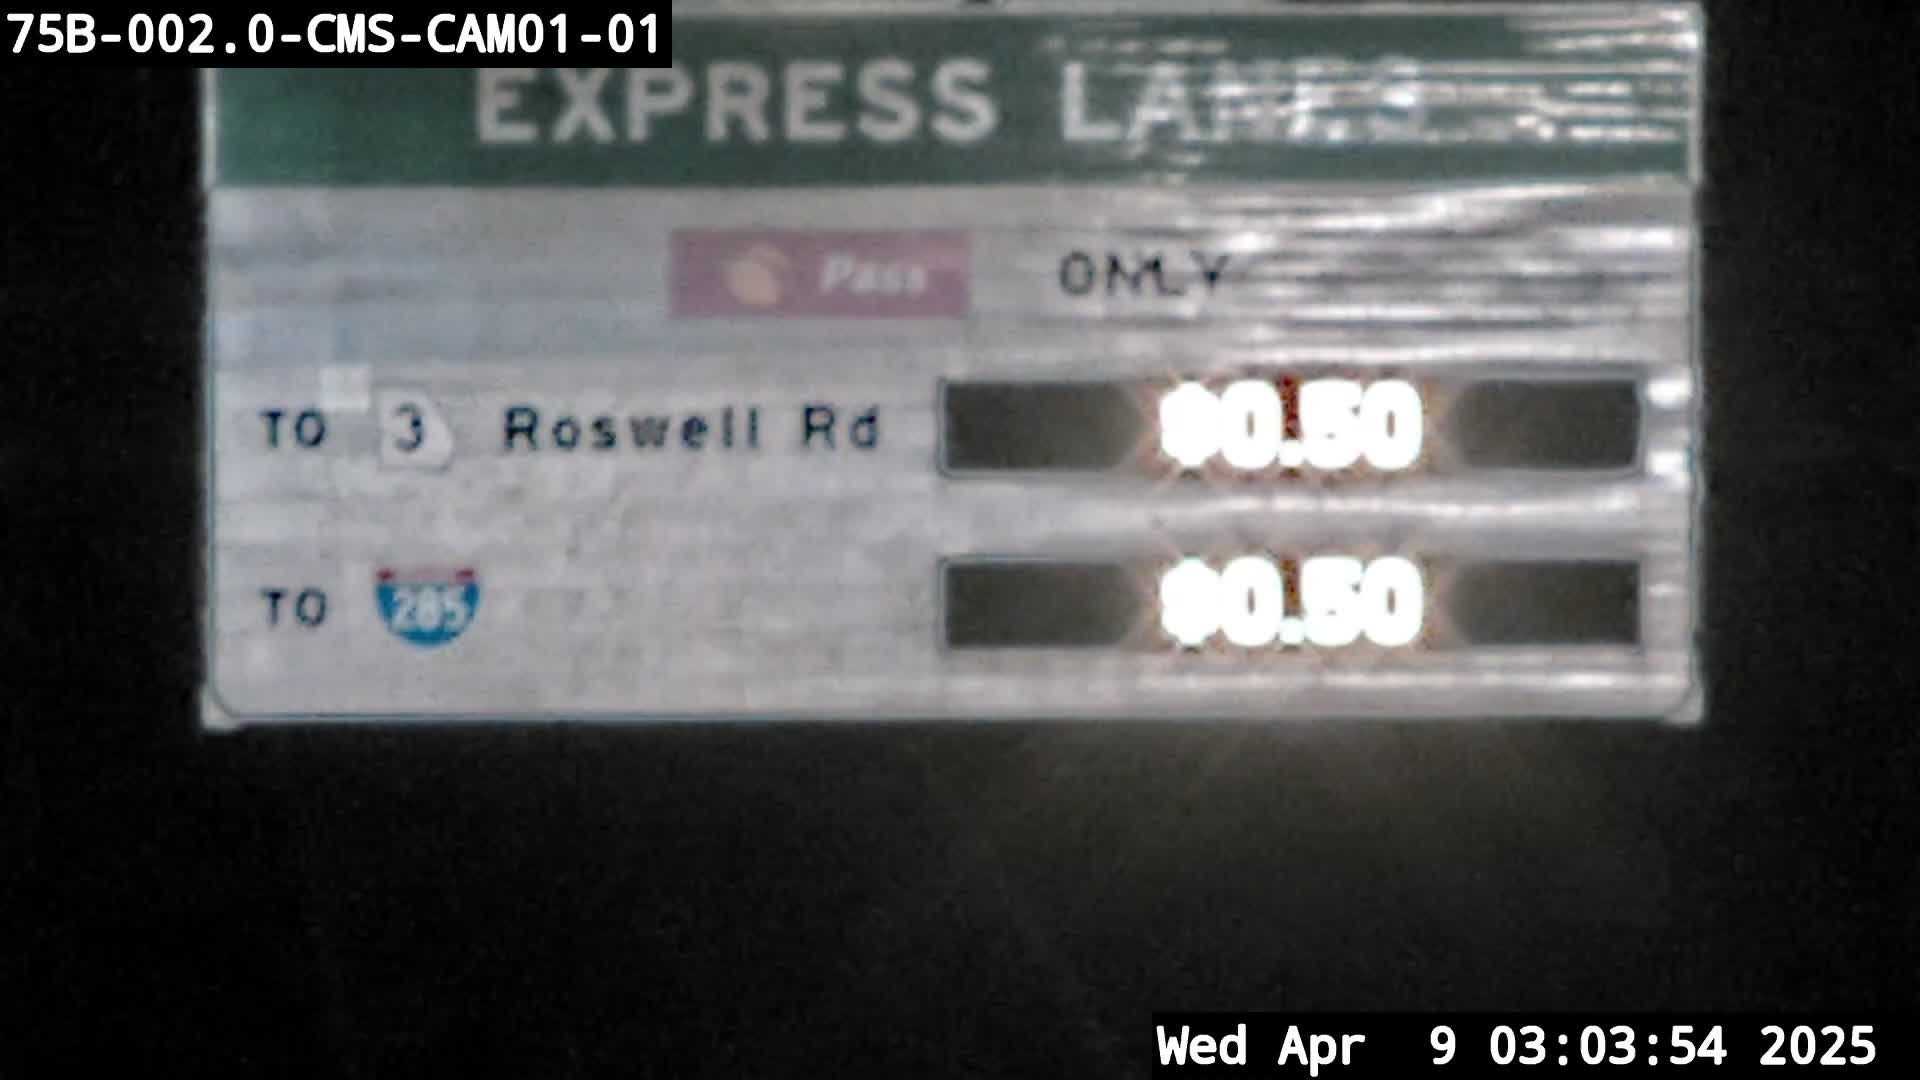 75B-002.0-CMS-CAM01-01
EXPRESS LANES
Pass ONLY
TO 3 Roswell Rd $0.50
TO 285 $0.50
Wed Apr 9 03:03:54 2025